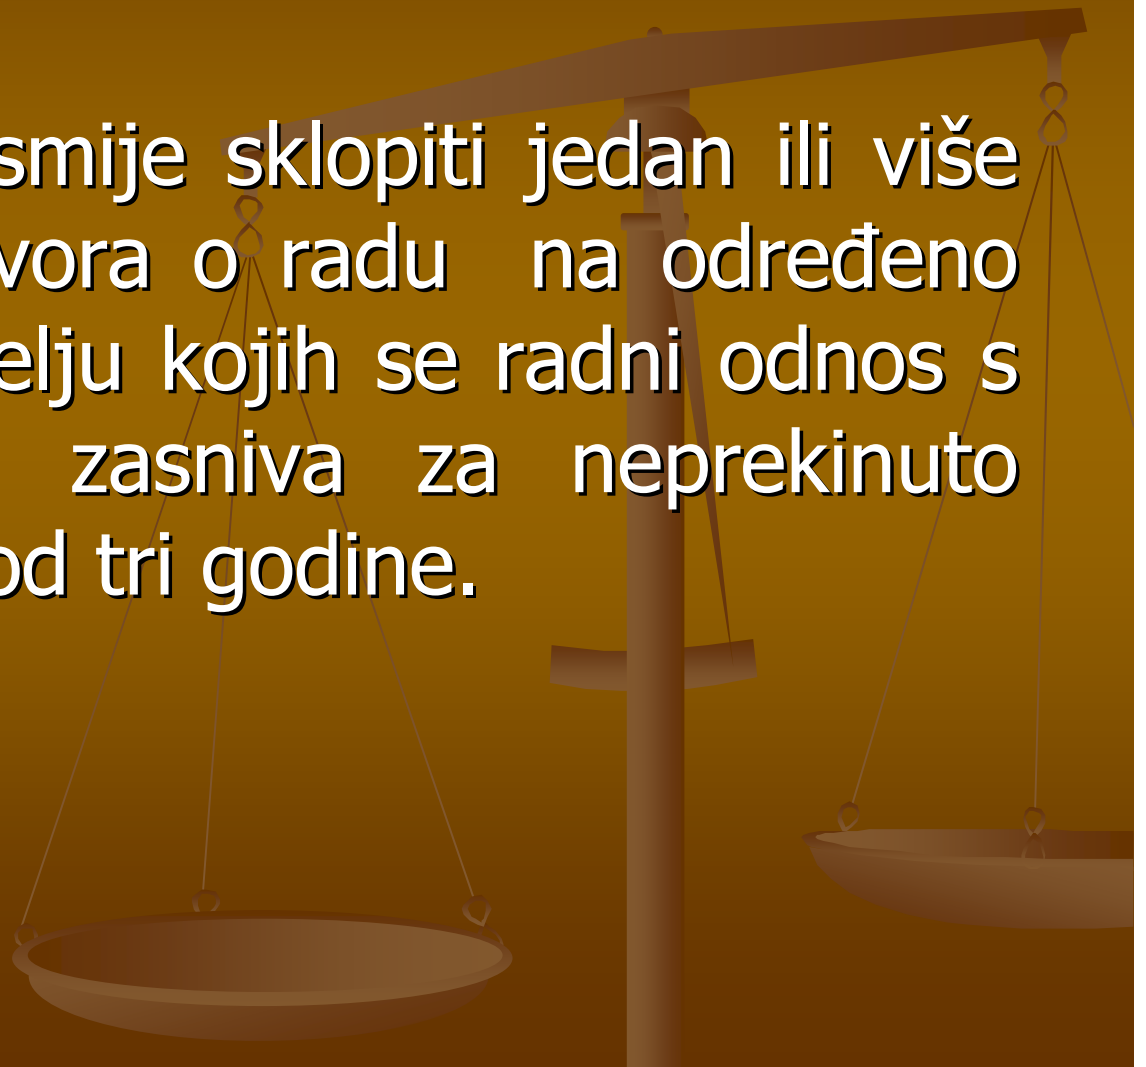 smije sklopiti jedan ili više
vora o radu na određeno
elju kojih se radni odnos s
zasniva za neprekinuto
od tri godine.